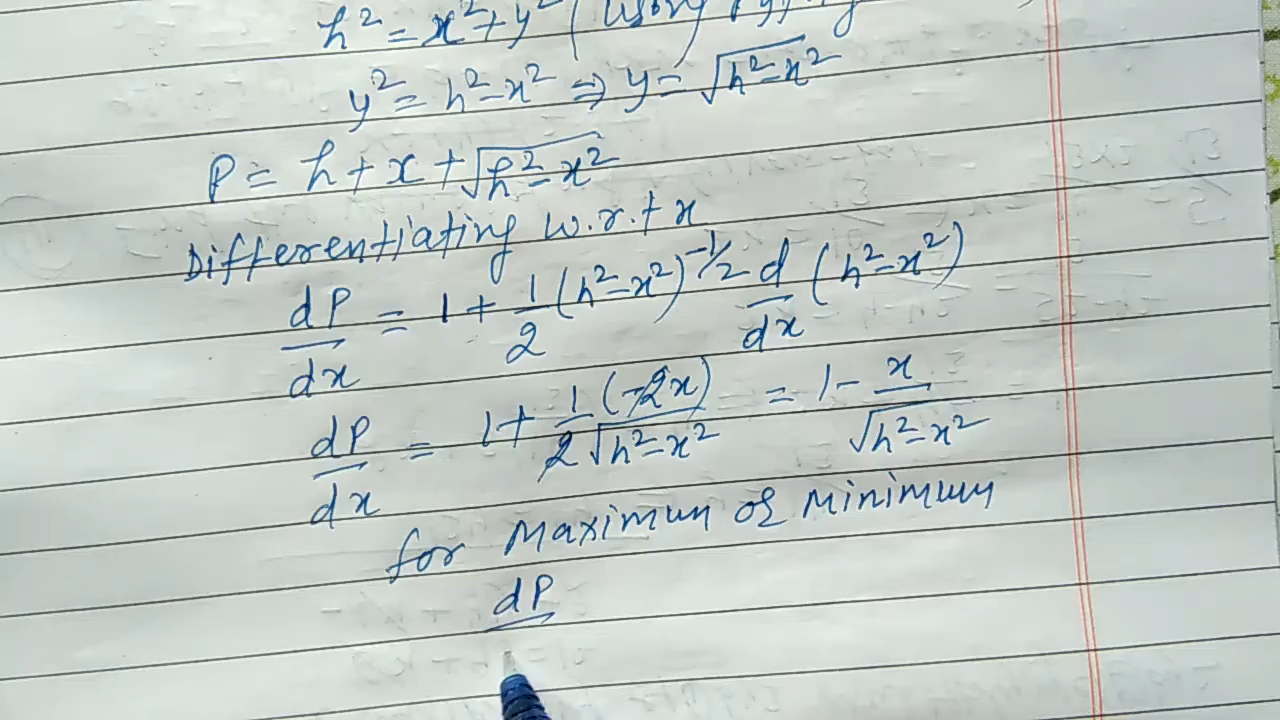 h² = x² + y² (Using
y² = h² - x² ⇒ y = √h² - x²
P = h + x + √h² - x²
Differentiating w.r.t x
dP/dx = 1 + 1/2 (h² - x²)^-1/2 d/dx (h² - x²)
dP/dx = 1 + 1 (-2x) / 2√h² - x² = 1 - x/√h² - x²
for Maximum or Minimum
dP